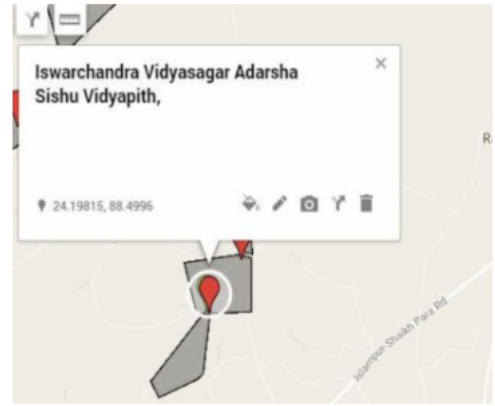 Iswarchandra Vidyasagar Adarsha
Sishu Vidyapith,
R
24.19815, 88.4996
Islampur-Shaikh Para Rd